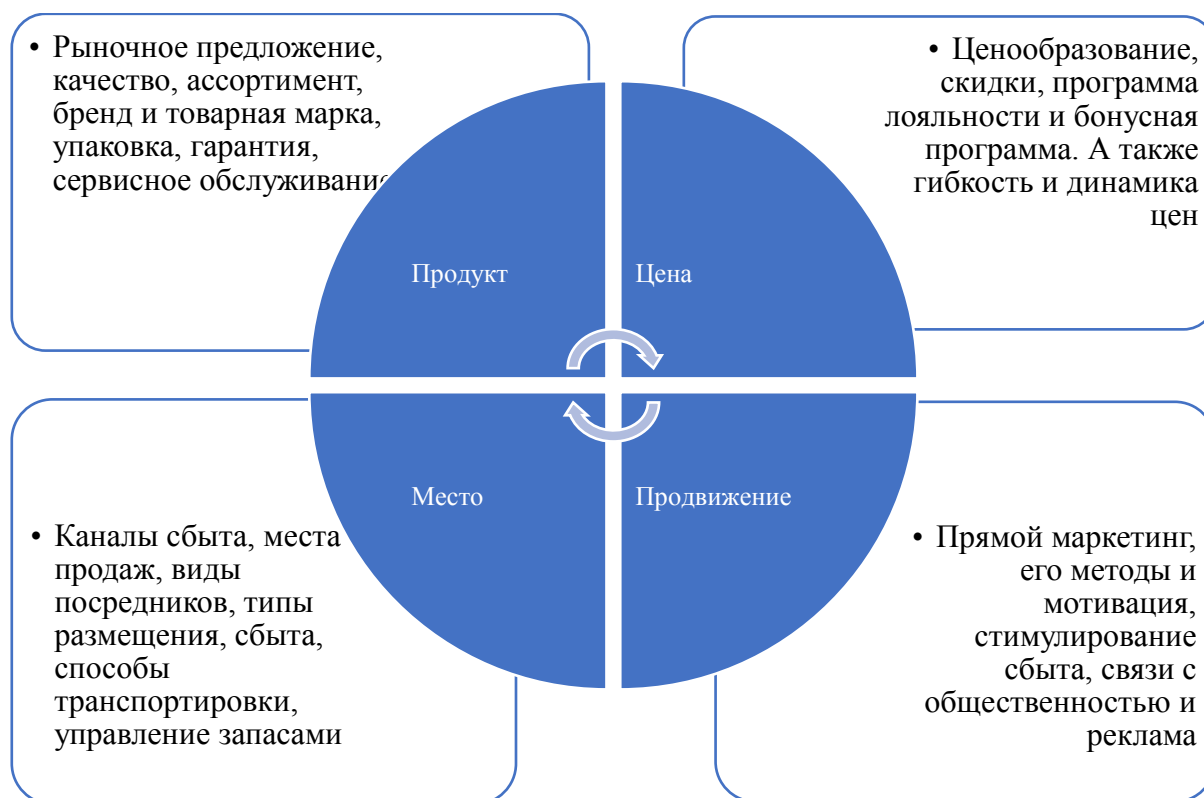 • Рыночное предложение,
качество, ассортимент,
бренд и товарная марка,
упаковка, гарантия,
сервисное обслуживание
• Ценообразование,
скидки, программа
лояльности и бонусная
программа. А также
гибкость и динамика
цен
Продукт
Цена
Место
Продвижение
• Каналы сбыта, места
продаж, виды
посредников, типы
размещения, сбыта,
способы
транспортировки,
управление запасами
• Прямой маркетинг,
его методы и
мотивация,
стимулирование
сбыта, связи с
общественностью и
реклама